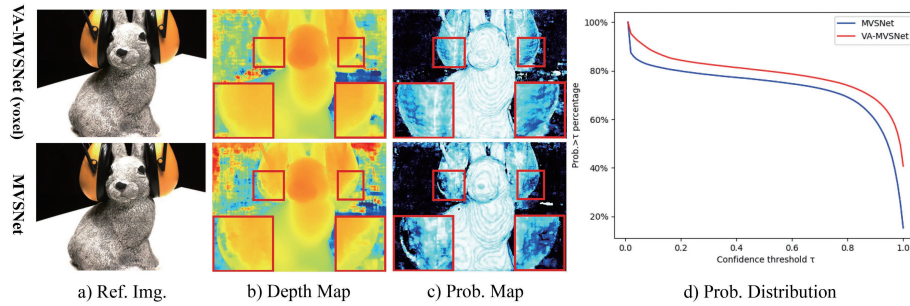 VA-MVSNet (voxel)
MVSNet
a) Ref. Img.
b) Depth Map
c) Prob. Map
d) Prob. Distribution
100%
80%
60%
40%
20%
Prob.>τ percentage
0.0
0.2
0.4
0.6
0.8
1.0
Confidence threshold τ
MVSNet
VA-MVSNet